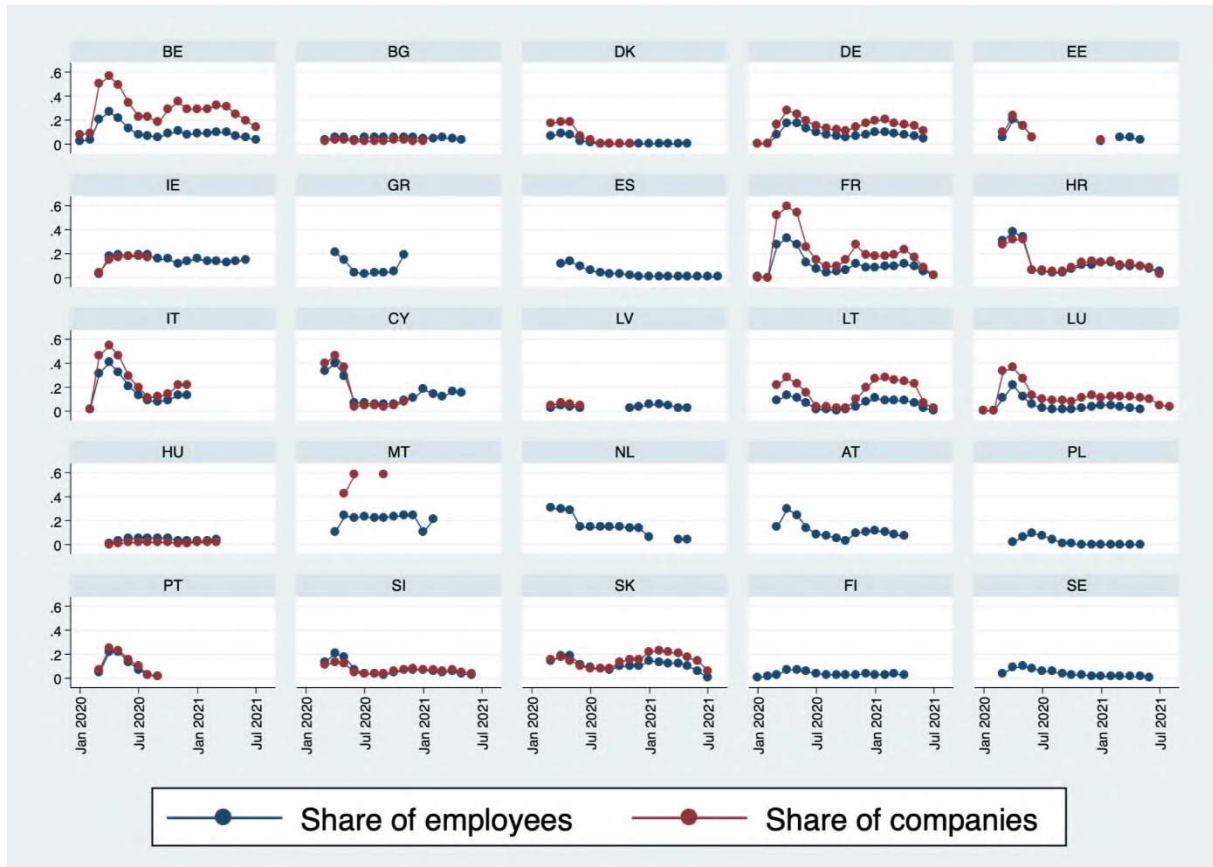 BE BG DK DE EE
.6
.4
.2
0
IE GR ES FR HR
.6
.4
.2
0
IT CY LV LT LU
.6
.4
.2
0
HU MT NL AT PL
.6
.4
.2
0
PT SI SK FI SE
.6
.4
.2
0
Jan 2020 Jul 2020 Jan 2021 Jul 2021 Jan 2020 Jul 2020 Jan 2021 Jul 2021 Jan 2020 Jul 2020 Jan 2021 Jul 2021 Jan 2020 Jul 2020 Jan 2021 Jul 2021 Jan 2020 Jul 2020 Jan 2021 Jul 2021
Share of employees Share of companies